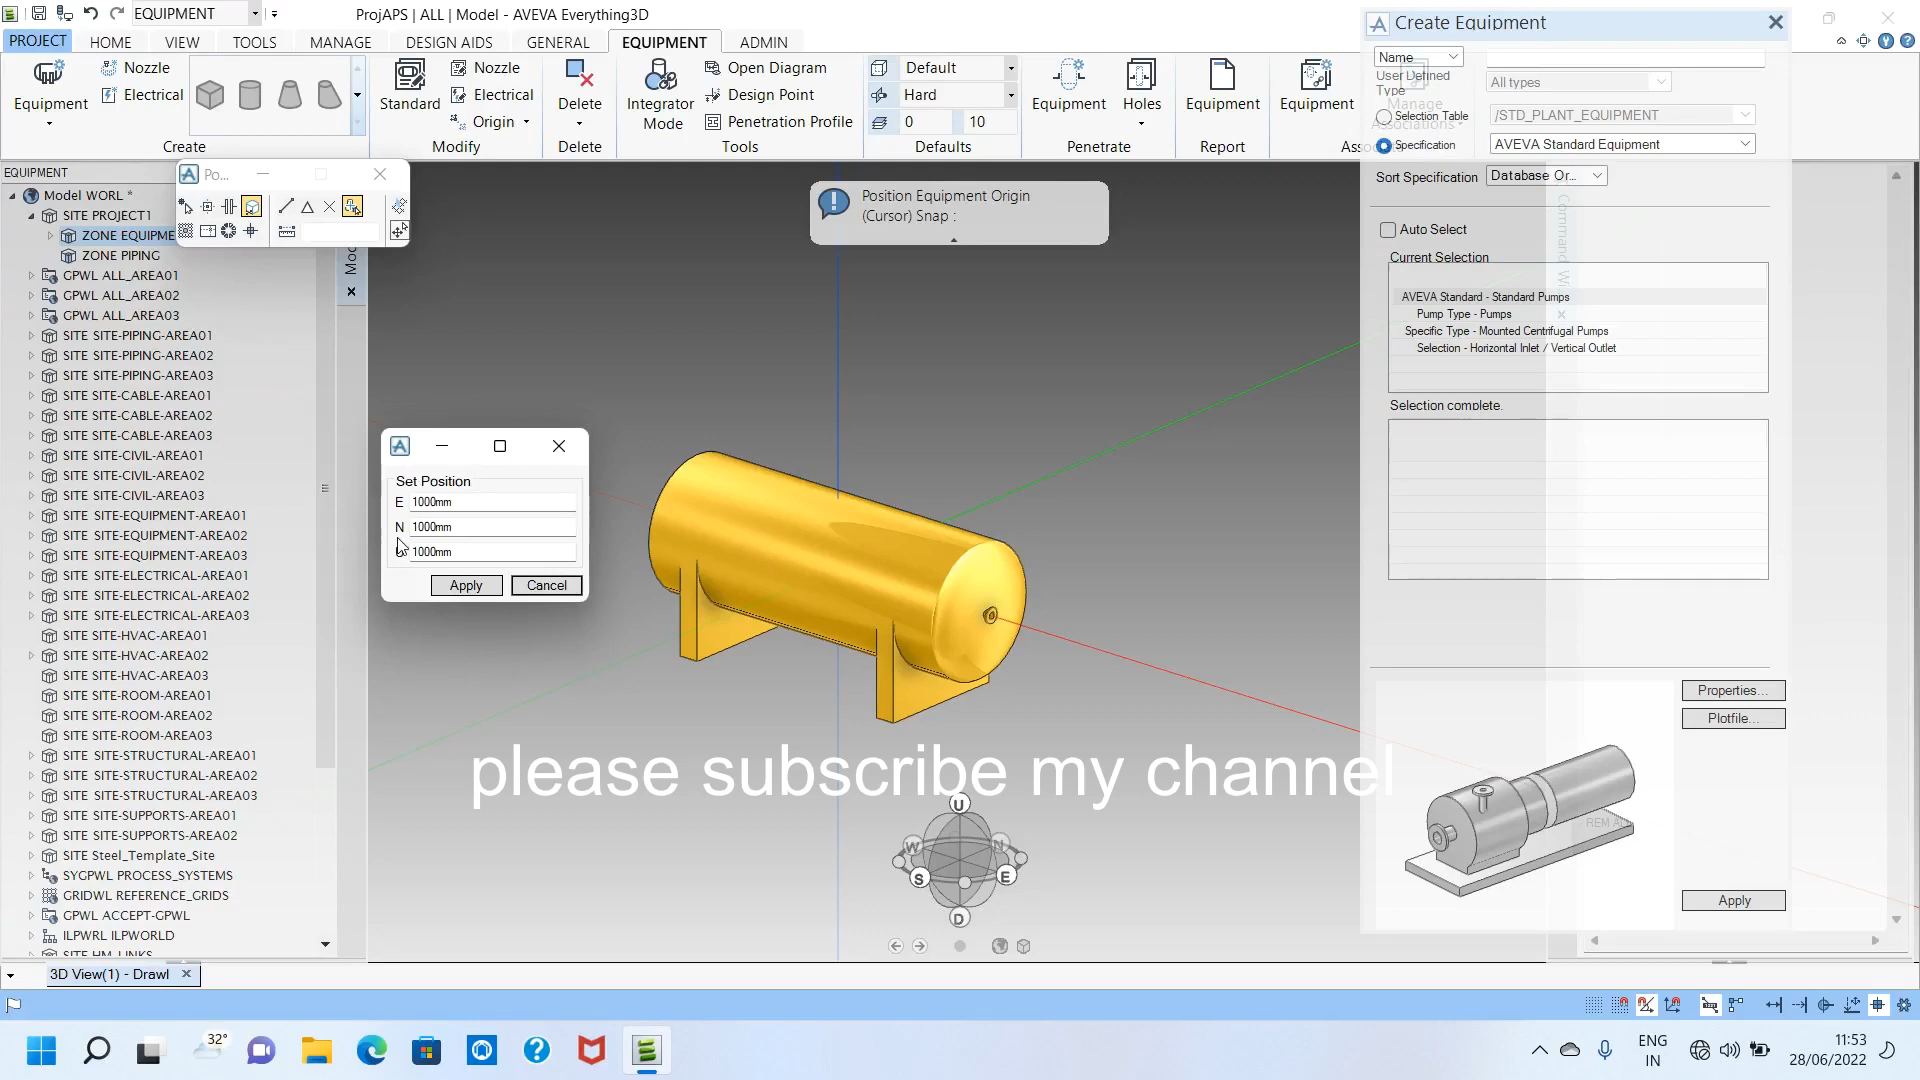 EQUIPMENT
ProjAPS | ALL | Model - AVEVA Everything3D
PROJECT HOME VIEW TOOLS MANAGE DESIGN AIDS GENERAL EQUIPMENT ADMIN
Equipment
Nozzle
Electrical
Create
Standard
Nozzle
Electrical
Origin
Modify
Delete
Delete
Integrator Mode
Open Diagram
Design Point
Penetration Profile
Tools
Default
Hard
0 10
Defaults
Equipment
Holes
Penetrate
Equipment
Report
Equipment
Manage
Associations
EQUIPMENT
Po...
Model WORL *
SITE PROJECT1
ZONE EQUIPME
ZONE PIPING
GPWL ALL_AREA01
GPWL ALL_AREA02
GPWL ALL_AREA03
SITE SITE-PIPING-AREA01
SITE SITE-PIPING-AREA02
SITE SITE-PIPING-AREA03
SITE SITE-CABLE-AREA01
SITE SITE-CABLE-AREA02
SITE SITE-CABLE-AREA03
SITE SITE-CIVIL-AREA01
SITE SITE-CIVIL-AREA02
SITE SITE-CIVIL-AREA03
SITE SITE-EQUIPMENT-AREA01
SITE SITE-EQUIPMENT-AREA02
SITE SITE-EQUIPMENT-AREA03
SITE SITE-ELECTRICAL-AREA01
SITE SITE-ELECTRICAL-AREA02
SITE SITE-ELECTRICAL-AREA03
SITE SITE-HVAC-AREA01
SITE SITE-HVAC-AREA02
SITE SITE-HVAC-AREA03
SITE SITE-ROOM-AREA01
SITE SITE-ROOM-AREA02
SITE SITE-ROOM-AREA03
SITE SITE-STRUCTURAL-AREA01
SITE SITE-STRUCTURAL-AREA02
SITE SITE-STRUCTURAL-AREA03
SITE SITE-SUPPORTS-AREA01
SITE SITE-SUPPORTS-AREA02
SITE Steel_Template_Site
SYGPWL PROCESS_SYSTEMS
GRIDWL REFERENCE_GRIDS
GPWL ACCEPT-GPWL
ILPWRL ILPWORLD
SITE HM_LINKS
Position Equipment Origin
(Cursor) Snap :
Set Position
E 1000mm
N 1000mm
1000mm
Apply Cancel
please subscribe my channel
U
W N
S E
D
Create Equipment
Name
User Defined Type
All types
Selection Table
/STD_PLANT_EQUIPMENT
Specification
AVEVA Standard Equipment
Sort Specification
Database Or...
Auto Select
Current Selection
AVEVA Standard - Standard Pumps
Pump Type - Pumps
Specific Type - Mounted Centrifugal Pumps
Selection - Horizontal Inlet / Vertical Outlet
Selection complete.
Properties...
Plotfile...
Apply
3D View(1) - Drawl
32°
ENG
IN
11:53
28/06/2022